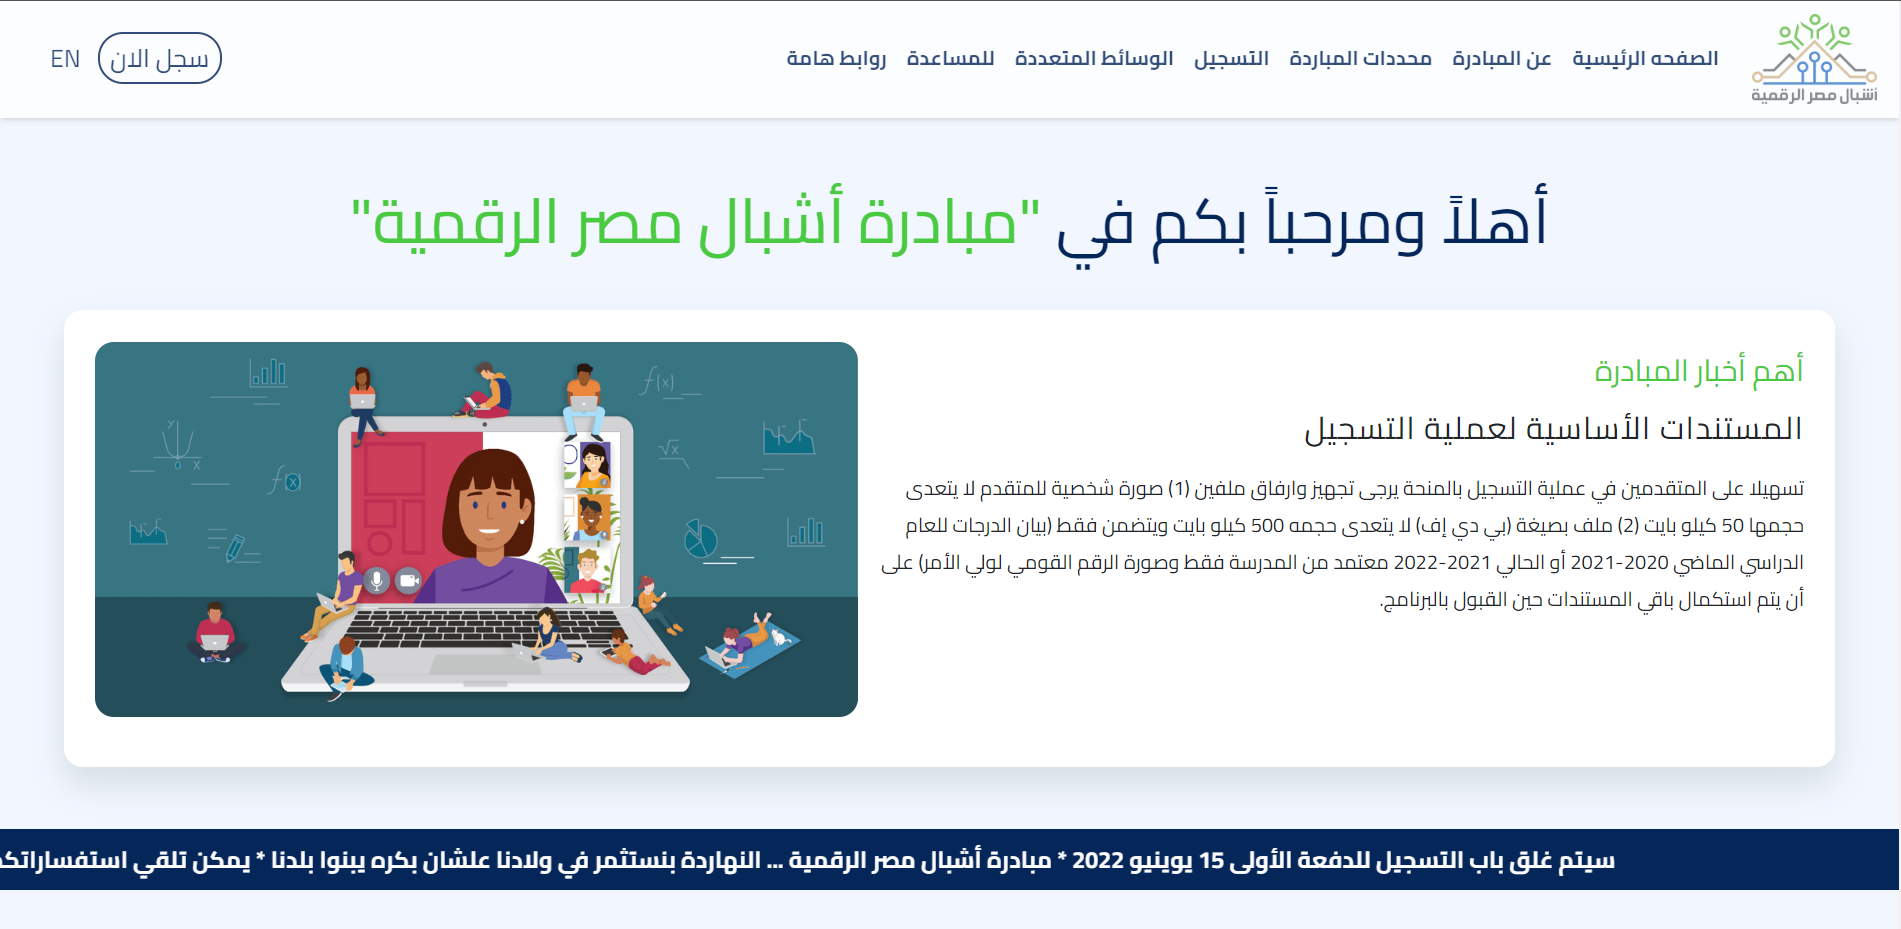 أشبال مصر الرقمية
الصفحه الرئيسية عن المبادرة محددات المباردة التسجيل الوسائط المتعددة للمساعدة روابط هامة
سجل الان EN
أهلاً ومرحباً بكم في "مبادرة أشبال مصر الرقمية"
أهم أخبار المبادرة
المستندات الأساسية لعملية التسجيل
تسهيلا على المتقدمين في عملية التسجيل بالمنحة يرجى تجهيز وارفاق ملفين (1) صورة شخصية للمتقدم لا يتعدى
حجمها 50 كيلو بايت (2) ملف بصيغة (بي دي إف) لا يتعدى حجمه 500 كيلو بايت ويتضمن فقط (بيان الدرجات للعام
الدراسي الماضي 2020-2021 أو الحالي 2021-2022 معتمد من المدرسة فقط وصورة الرقم القومي لولي الأمر) على
أن يتم استكمال باقي المستندات حين القبول بالبرنامج.
f(x)
y
x
√x
f(x)
سيتم غلق باب التسجيل للدفعة الأولى 15 يوينيو 2022 * مبادرة أشبال مصر الرقمية ... النهاردة بنستثمر في ولادنا علشان بكره يبنوا بلدنا * يمكن تلقي